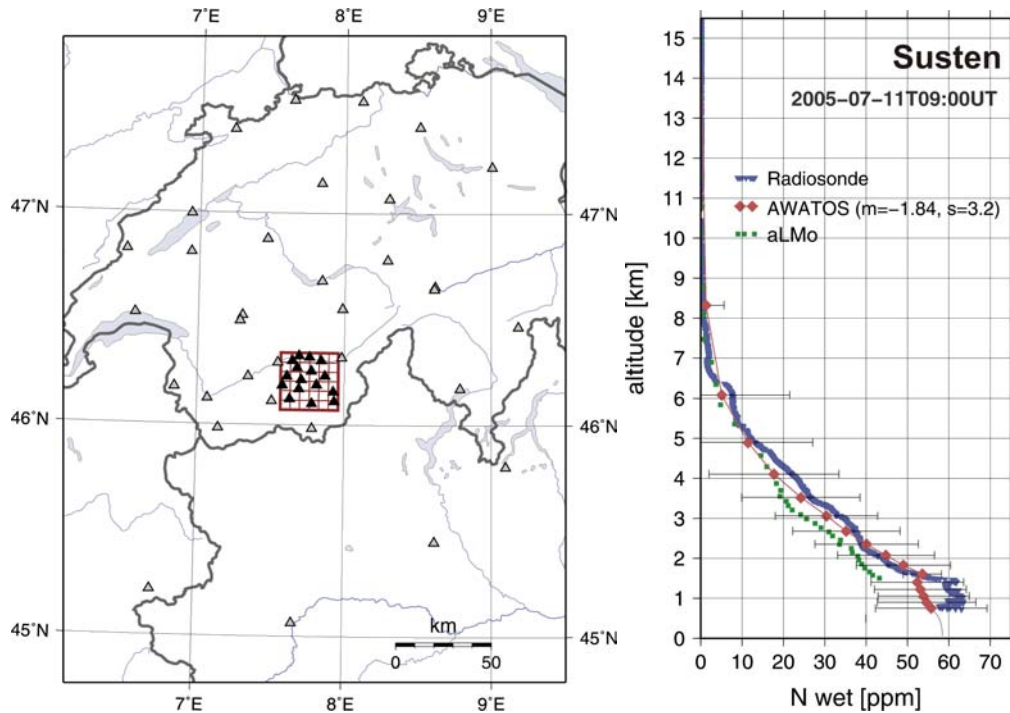 7°E 8°E 9°E
47°N 47°N
46°N 46°N
45°N 45°N
km
0 50
7°E 8°E 9°E
Susten
2005-07-11T09:00UT
Radiosonde
AWATOS (m=-1.84, s=3.2)
aLMo
altitude [km]
15
14
13
12
11
10
9
8
7
6
5
4
3
2
1
0
0 10 20 30 40 50 60 70
N wet [ppm]